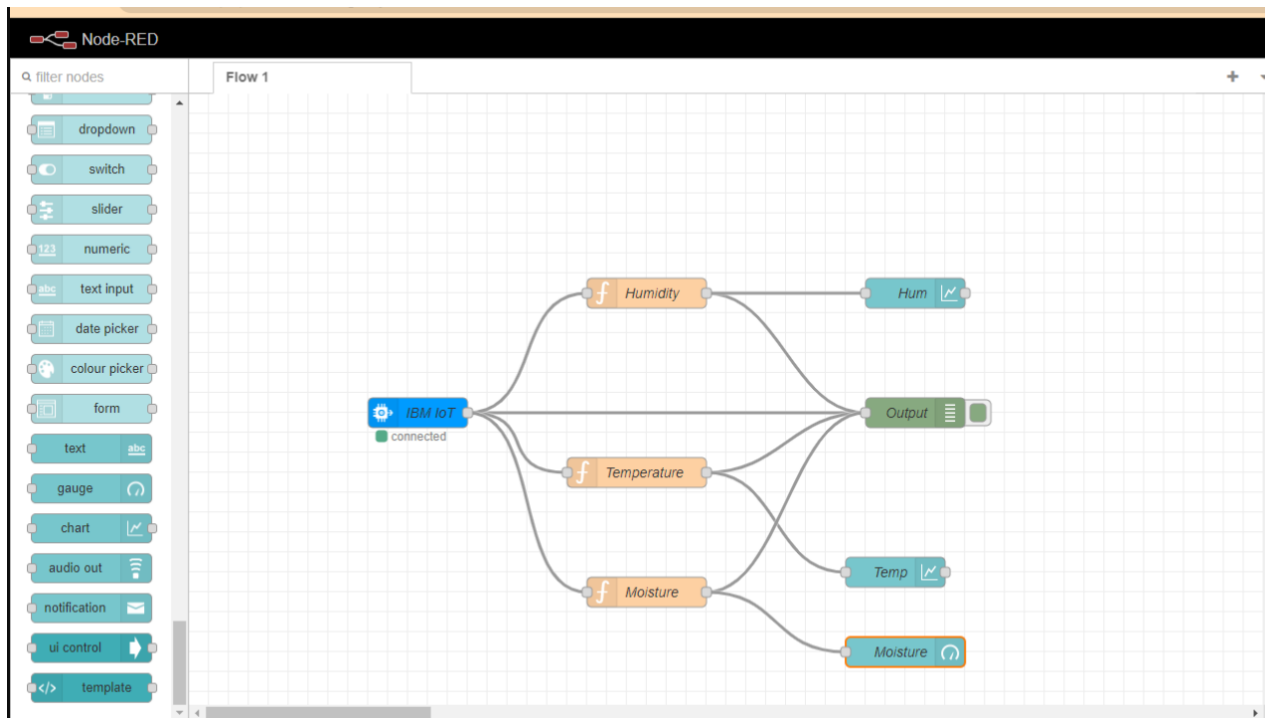 Node-RED
filter nodes
Flow 1
+
dropdown
switch
slider
123 numeric
abc text input
date picker
colour picker
form
text abc
gauge
chart
audio out
notification
ui control
</> template
f Humidity
Hum
IBM IoT
connected
Output
f Temperature
Temp
f Moisture
Moisture